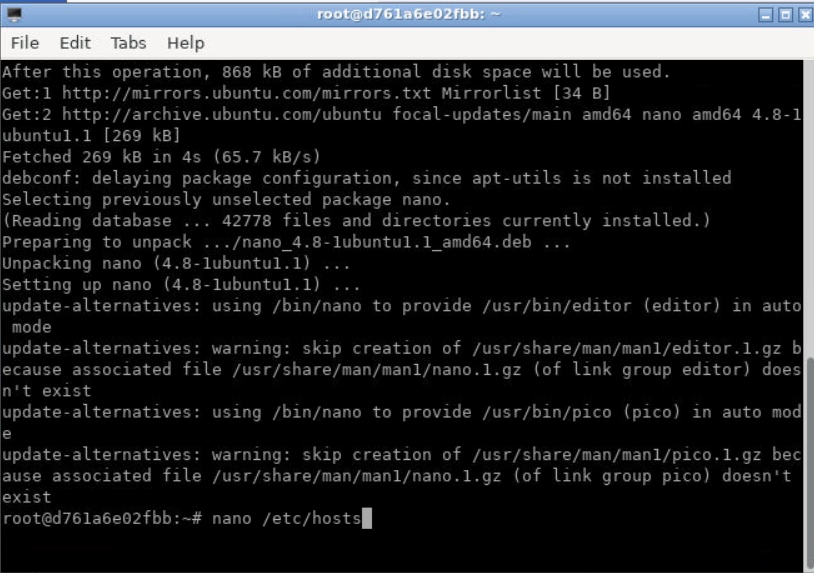 root@d761a6e02fbb: ~
File Edit Tabs Help
After this operation, 868 kB of additional disk space will be used.
Get:1 http://mirrors.ubuntu.com/mirrors.txt Mirrorlist [34 B]
Get:2 http://archive.ubuntu.com/ubuntu focal-updates/main amd64 nano amd64 4.8-1
ubuntu1.1 [269 kB]
Fetched 269 kB in 4s (65.7 kB/s)
debconf: delaying package configuration, since apt-utils is not installed
Selecting previously unselected package nano.
(Reading database ... 42778 files and directories currently installed.)
Preparing to unpack .../nano_4.8-1ubuntu1.1_amd64.deb ...
Unpacking nano (4.8-1ubuntu1.1) ...
Setting up nano (4.8-1ubuntu1.1) ...
update-alternatives: using /bin/nano to provide /usr/bin/editor (editor) in auto
 mode
update-alternatives: warning: skip creation of /usr/share/man/man1/editor.1.gz b
ecause associated file /usr/share/man/man1/nano.1.gz (of link group editor) does
n't exist
update-alternatives: using /bin/nano to provide /usr/bin/pico (pico) in auto mod
e
update-alternatives: warning: skip creation of /usr/share/man/man1/pico.1.gz bec
ause associated file /usr/share/man/man1/nano.1.gz (of link group pico) doesn't
exist
root@d761a6e02fbb:~# nano /etc/hosts